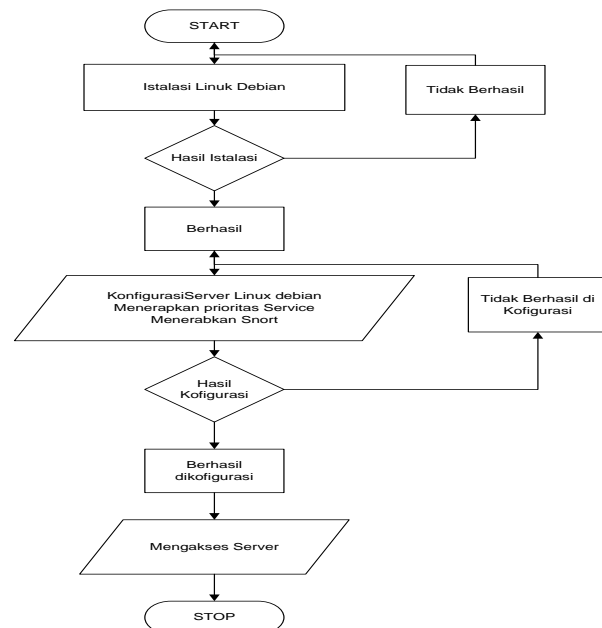 START
Istalasi Linuk Debian
Tidak Berhasil
Hasil Istalasi
Berhasil
KonfigurasiServer Linux debian
Menerapkan prioritas Service
Menerabkan Snort
Tidak Berhasil di
Kofigurasi
Hasil
Kofigurasi
Berhasil
dikofigurasi
Mengakses Server
STOP